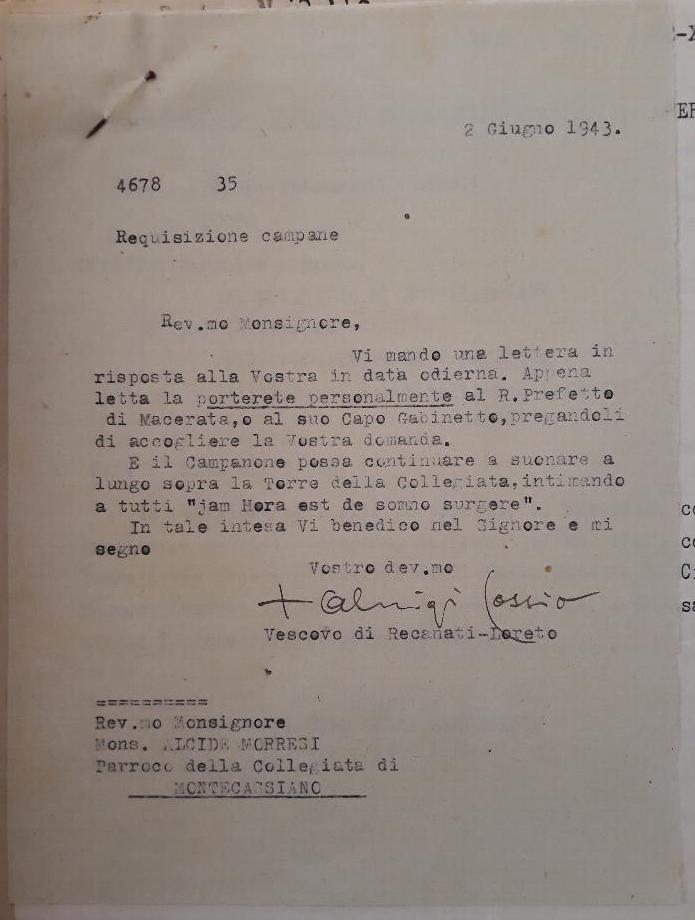 2 Giugno 1943.
4678 35
Requisizione campane
Rev.mo Monsignore,
Vi mando una lettera in
risposta alla Vostra in data odierna. Appena
letta la porterete personalmente al R.Prefetto
di Macerata,o al suo Capo Gabinetto,pregandoli
di accogliere la Vostra domanda.
E il Campanone possa continuare a suonare a
lungo sopra la Torre della Collegiata,intimando
a tutti "jam Hora est de somno surgere".
In tale intesa Vi benedico nel Signore e mi
segno
Vostro dev.mo
+ Aluigi Cossio
Vescovo di Recanati-Loreto
==========
Rev.mo Monsignore
Mons. ALCIDE MORRESI
Parroco della Collegiata di
MONTECASSIANO